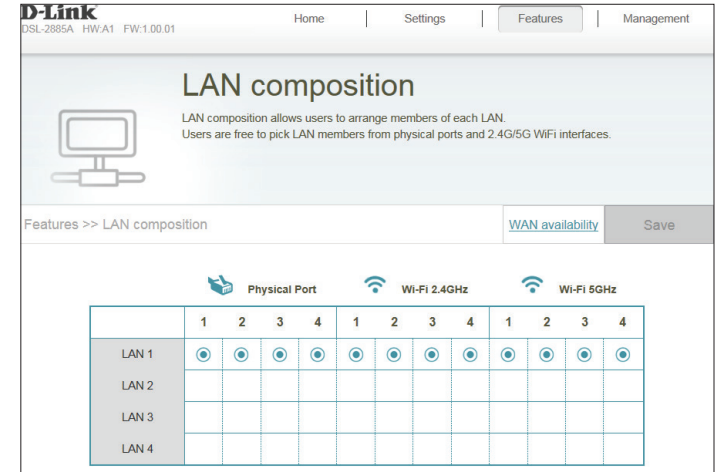 D-Link
DSL-2885A HW:A1 FW:1.00.01
Home Settings Features Management
LAN composition
LAN composition allows users to arrange members of each LAN.
Users are free to pick LAN members from physical ports and 2.4G/5G WiFi interfaces.
Features >> LAN composition WAN availability Save
Physical Port Wi-Fi 2.4GHz Wi-Fi 5GHz
1 2 3 4 1 2 3 4 1 2 3 4
LAN 1
LAN 2
LAN 3
LAN 4